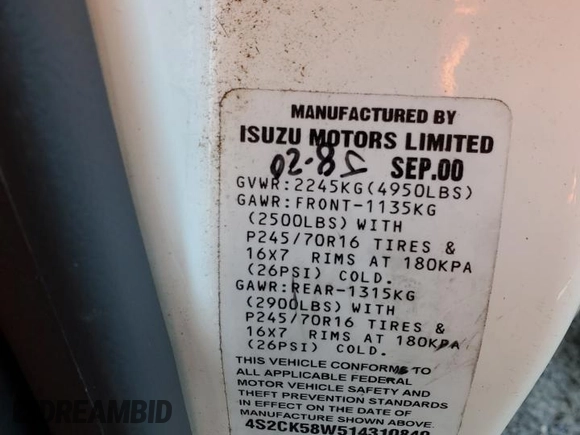 MANUFACTURED BY
ISUZU MOTORS LIMITED
02-85 SEP.00
GVWR:2245KG(4950LBS)
GAWR:FRONT-1135KG
(2500LBS) WITH
P245/70R16 TIRES &
16X7 RIMS AT 180KPA
(26PSI) COLD.
GAWR:REAR-1315KG
(2900LBS) WITH
P245/70R16 TIRES &
16X7 RIMS AT 180KPA
(26PSI) COLD.
THIS VEHICLE CONFORMS TO
ALL APPLICABLE FEDERAL
MOTOR VEHICLE SAFETY AND
THEFT PREVENTION STANDARDS
IN EFFECT ON THE DATE OF
MANUFACTURE SHOWN ABOVE.
4S2CK58W514310849
DREAMBID